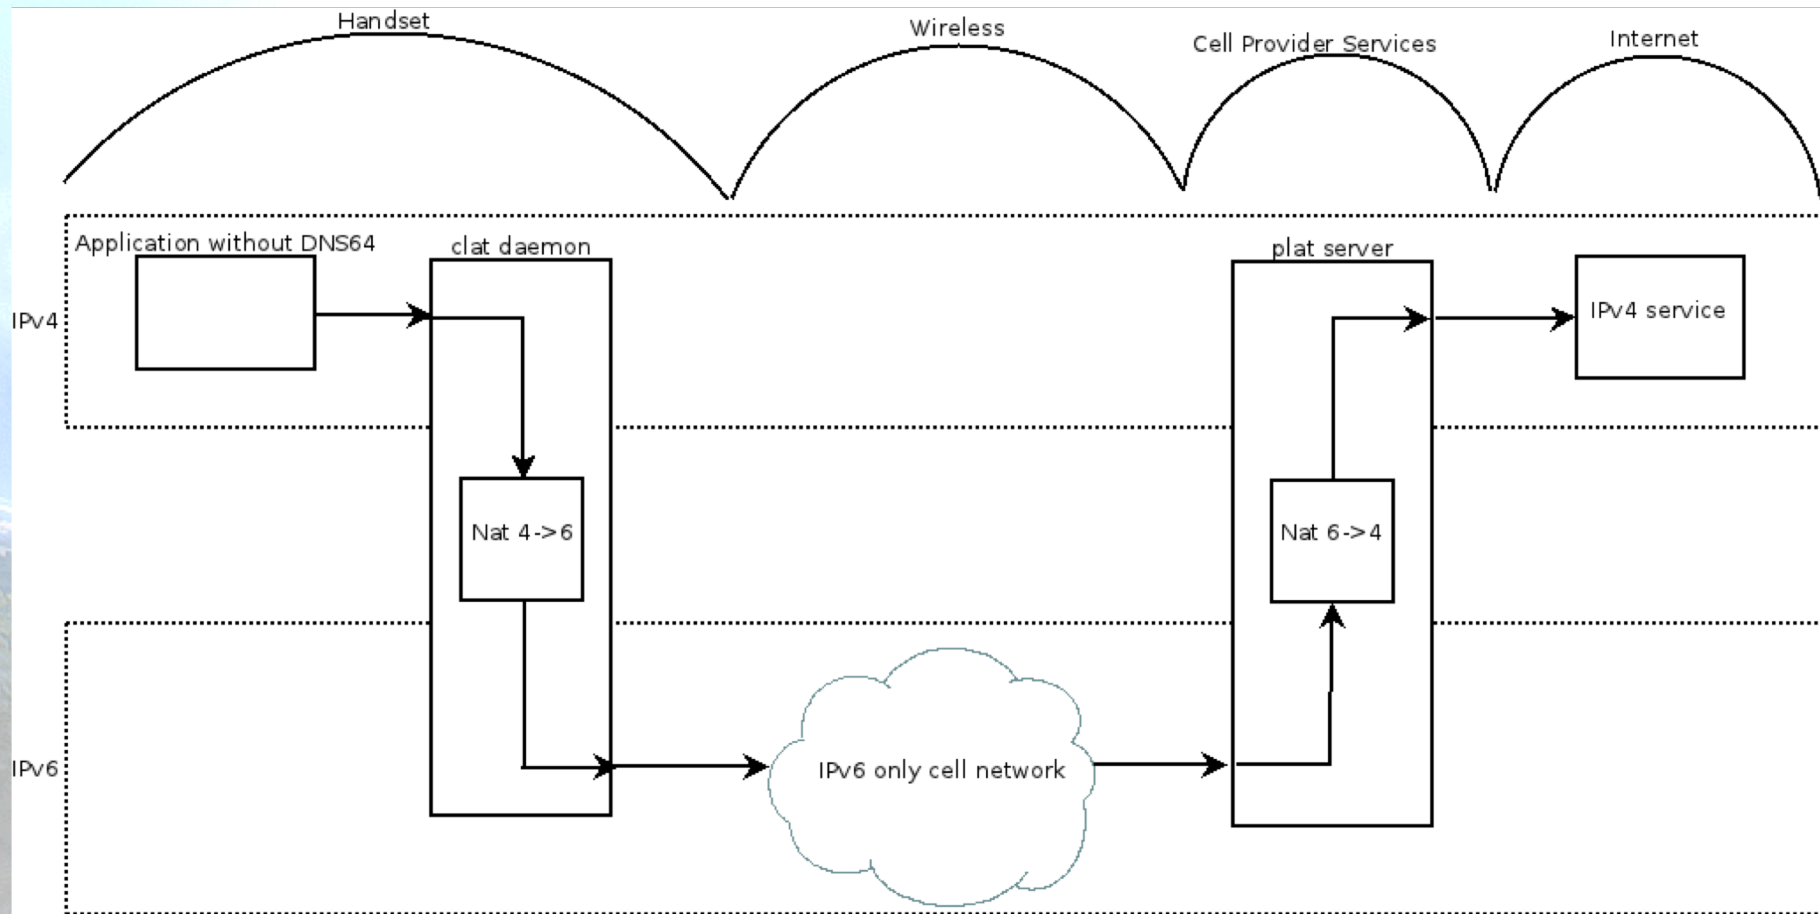 Handset
Wireless
Cell Provider Services
Internet
Application without DNS64
clat daemon
plat server
IPv4
IPv4 service
Nat 4->6
Nat 6->4
IPv6
IPv6 only cell network